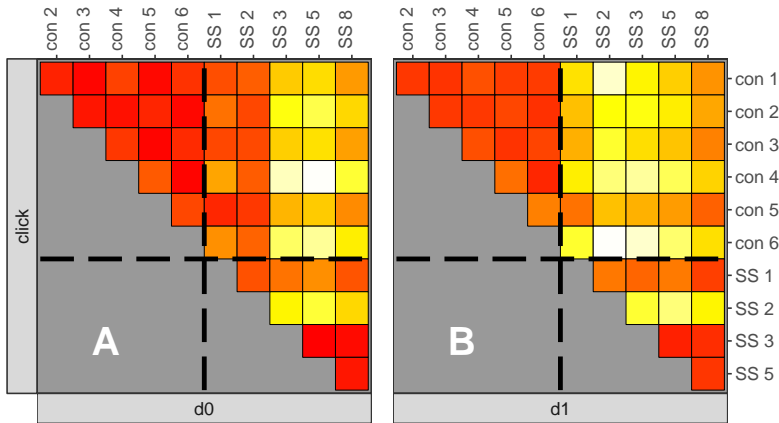 con 2 con 3 con 4 con 5 con 6 SS 1 SS 2 SS 3 SS 5 SS 8
con 2 con 3 con 4 con 5 con 6 SS 1 SS 2 SS 3 SS 5 SS 8
click
con 1
con 2
con 3
con 4
con 5
con 6
SS 1
SS 2
SS 3
SS 5
A
B
d0
d1